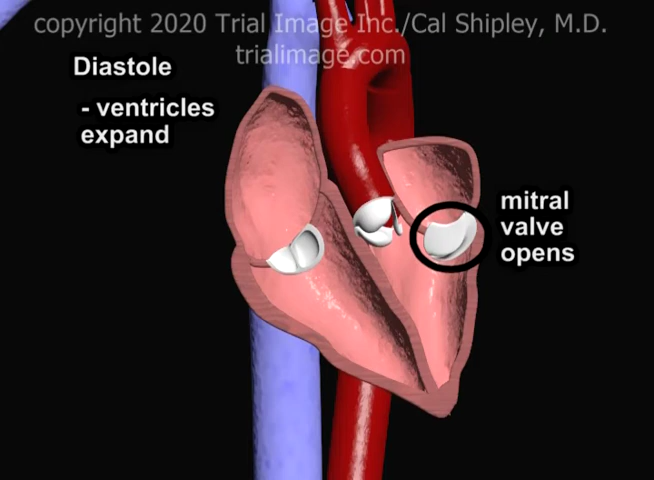 copyright 2020 Trial Image Inc./Cal Shipley, M.D.
trialimage.com
Diastole
- ventricles
expand
mitral
valve
opens